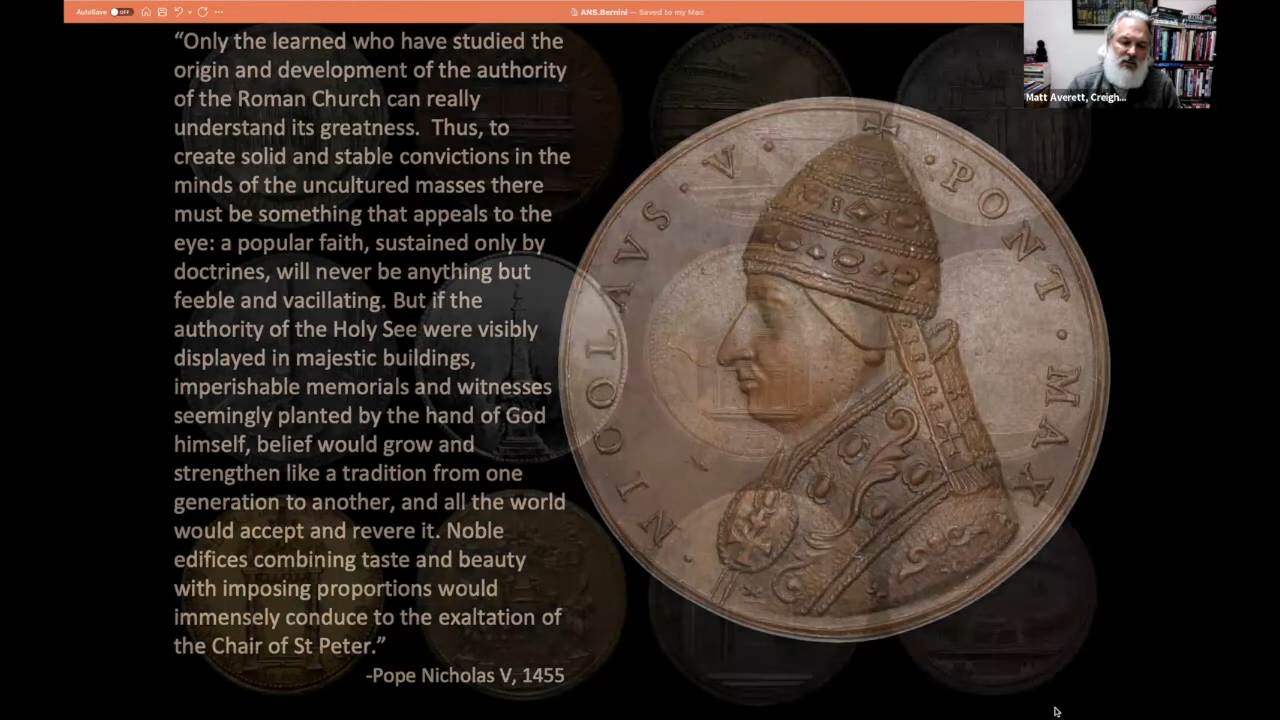 AutoSave OFF
ANS.Bernini — Saved to my Mac
“Only the learned who have studied the
origin and development of the authority
of the Roman Church can really
understand its greatness.  Thus, to
create solid and stable convictions in the
minds of the uncultured masses there
must be something that appeals to the
eye: a popular faith, sustained only by
doctrines, will never be anything but
feeble and vacillating. But if the
authority of the Holy See were visibly
displayed in majestic buildings,
imperishable memorials and witnesses
seemingly planted by the hand of God
himself, belief would grow and
strengthen like a tradition from one
generation to another, and all the world
would accept and revere it. Noble
edifices combining taste and beauty
with imposing proportions would
immensely conduce to the exaltation of
the Chair of St Peter.”
-Pope Nicholas V, 1455
· NICOLAVS · V · · PONT · MAX
Matt Averett, Creigh...